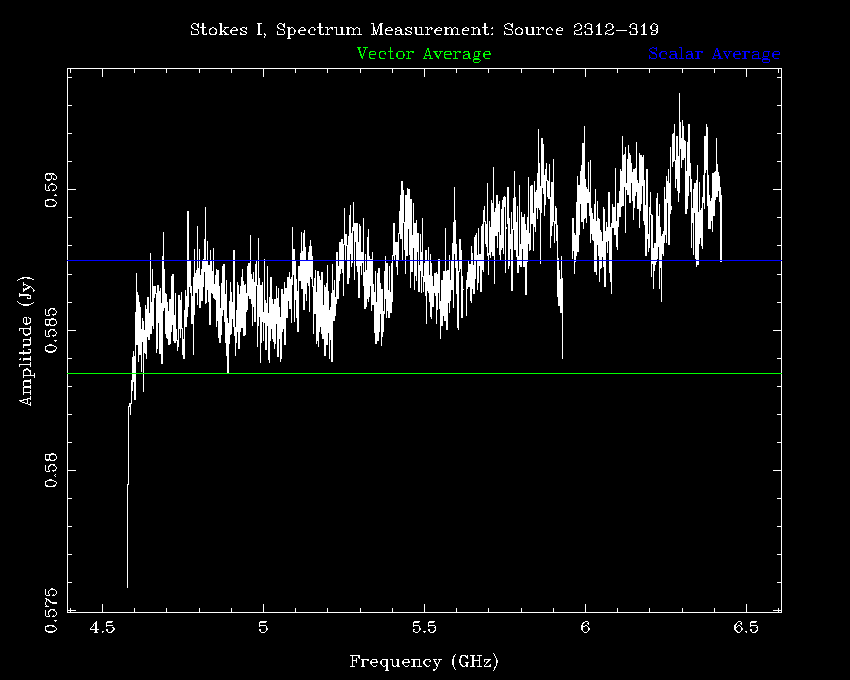 Stokes I, Spectrum Measurement: Source 2312−319
Vector Average Scalar Average
0.59
0.585
0.58
0.575
Amplitude (Jy)
4.5 5 5.5 6 6.5
Frequency (GHz)